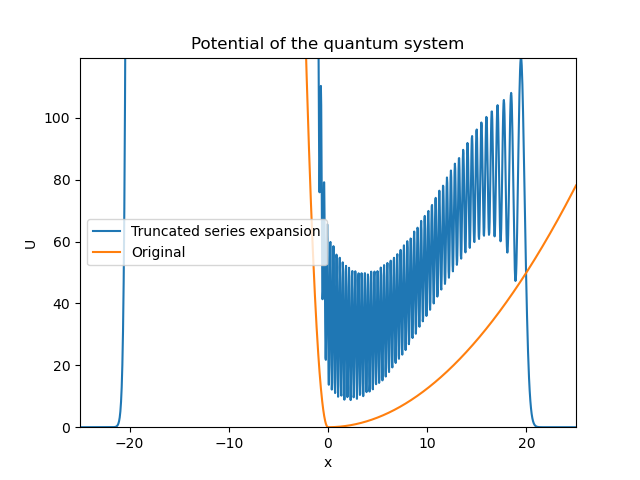 Potential of the quantum system
U
100
80
60
40
20
0
Truncated series expansion
Original
−20
−10
0
10
20
x